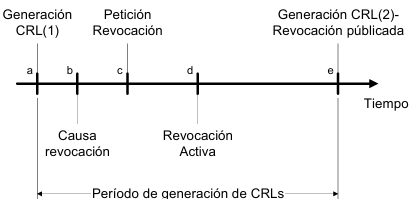 Generación
CRL(1)
Petición
Revocación
Generación CRL(2)-
Revocación públicada
a
b
c
d
e
Tiempo
Causa
revocación
Revocación
Activa
Período de generación de CRLs